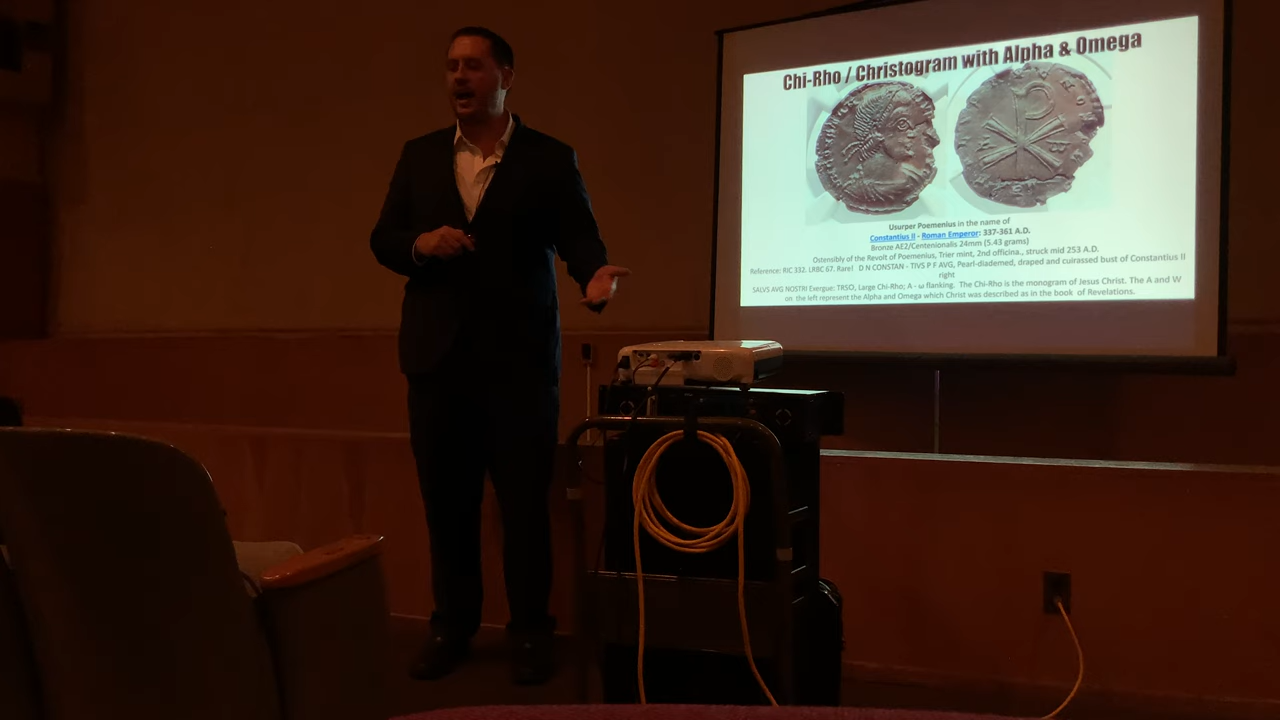 Chi-Rho / Christogram with Alpha & Omega
Usurper Poemenius in the name of
Constantius II - Roman Emperor: 337-361 A.D.
Bronze AE2/Centenionalis 24mm (5.43 grams)
Ostensibly of the Revolt of Poemenius, Trier mint, 2nd officina., struck mid 253 A.D.
Reference: RIC 332. LRBC 67. Rare! D N CONSTAN - TIVS P F AVG, Pearl-diademed, draped and cuirassed bust of Constantius II
right
SALVS AVG NOSTRI Exergue: TRSO, Large Chi-Rho; A - ω flanking. The Chi-Rho is the monogram of Jesus Christ. The A and W
on the left represent the Alpha and Omega which Christ was described as in the book of Revelations.